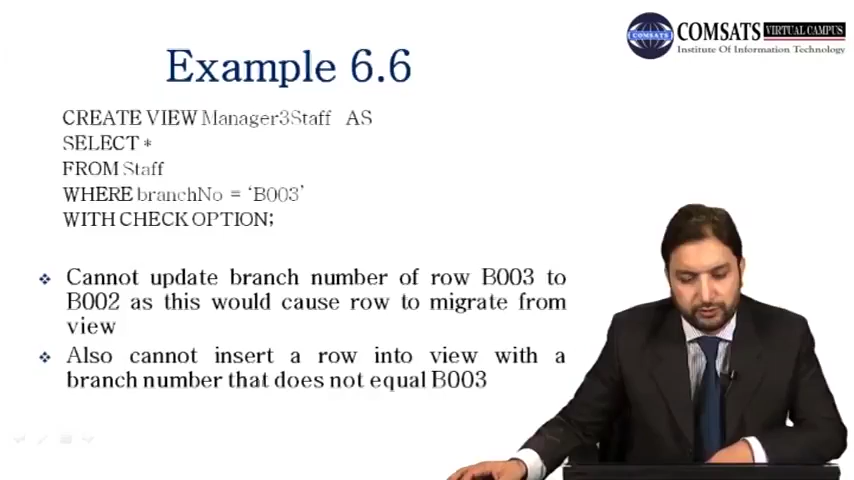 COMSATS
COMSATS VIRTUAL CAMPUS
Institute Of Information Technology
Example 6.6
CREATE VIEW Manager3Staff AS
SELECT *
FROM Staff
WHERE branchNo = ‘B003’
WITH CHECK OPTION;
❖ Cannot update branch number of row B003 to
B002 as this would cause row to migrate from
view
❖ Also cannot insert a row into view with a
branch number that does not equal B003